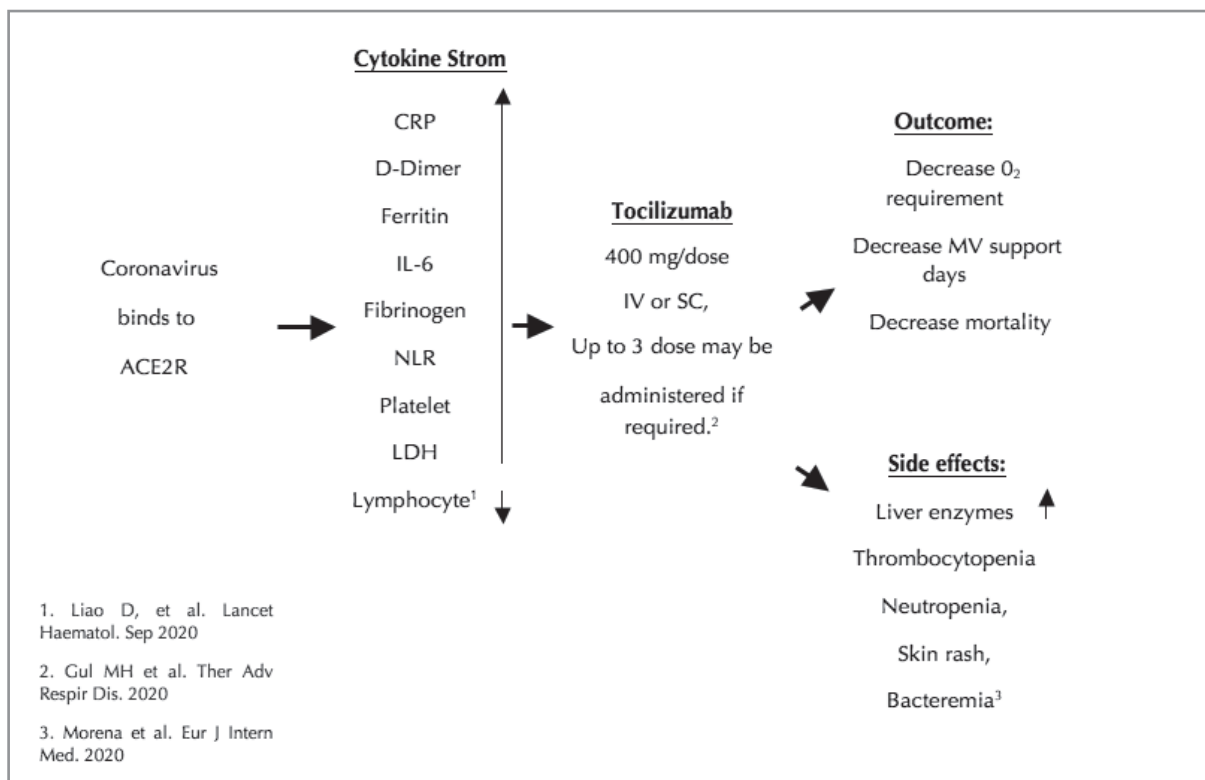 Coronavirus
binds to
ACE2R
Cytokine Strom
CRP
D-Dimer
Ferritin
IL-6
Fibrinogen
NLR
Platelet
LDH
Lymphocyte¹
Tocilizumab
400 mg/dose
IV or SC,
Up to 3 dose may be
administered if
required.²
Outcome:
Decrease 0₂
requirement
Decrease MV support
days
Decrease mortality
Side effects:
Liver enzymes
Thrombocytopenia
Neutropenia,
Skin rash,
Bacteremia³
1. Liao D, et al. Lancet
Haematol. Sep 2020
2. Gul MH et al. Ther Adv
Respir Dis. 2020
3. Morena et al. Eur J Intern
Med. 2020